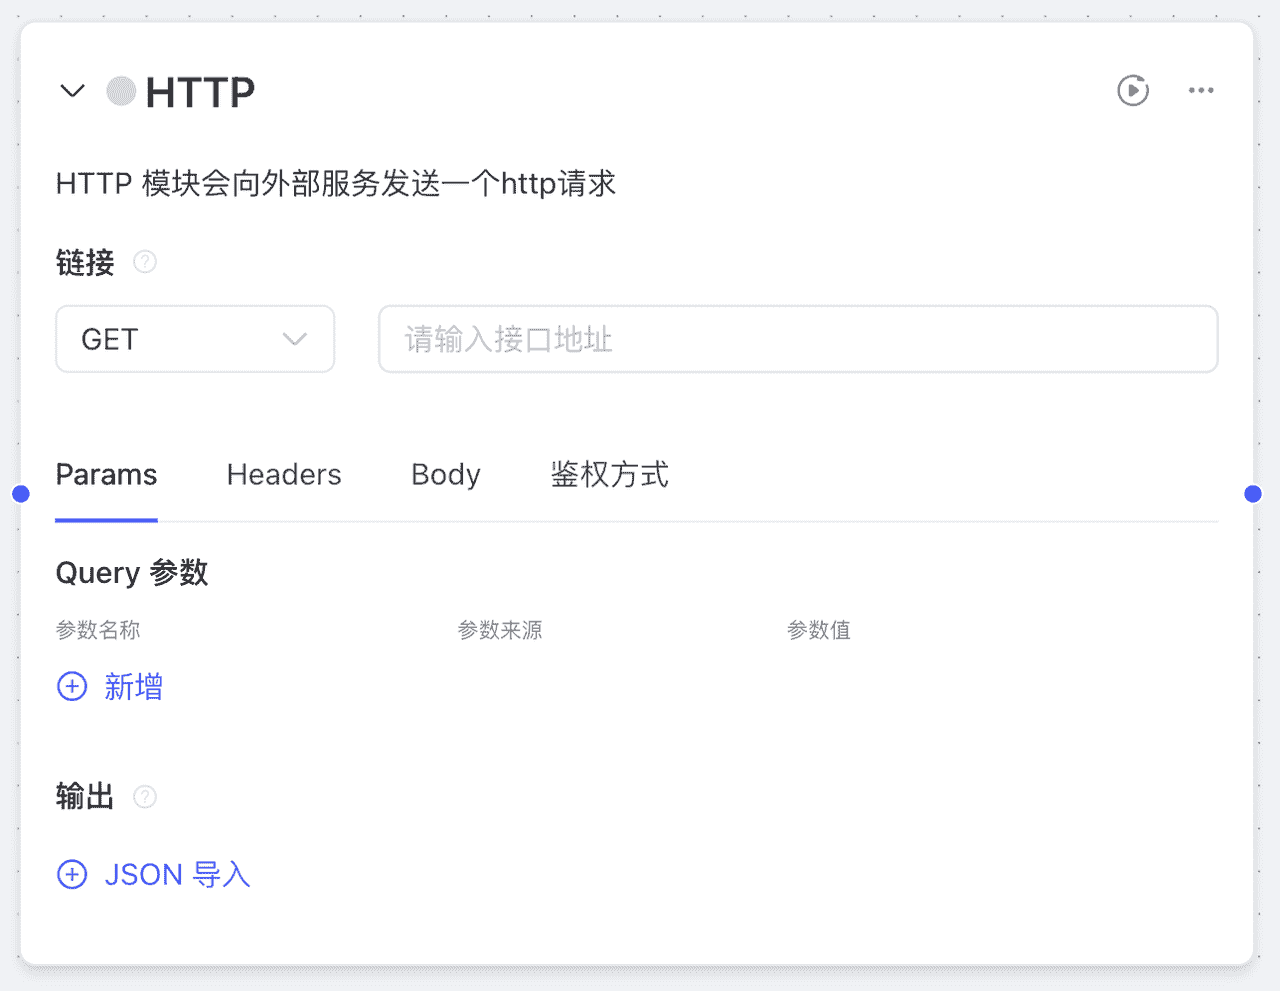 HTTP
HTTP 模块会向外部服务发送一个http请求
链接
GET 请输入接口地址
Params Headers Body 鉴权方式
Query 参数
参数名称 参数来源 参数值
新增
输出
JSON 导入